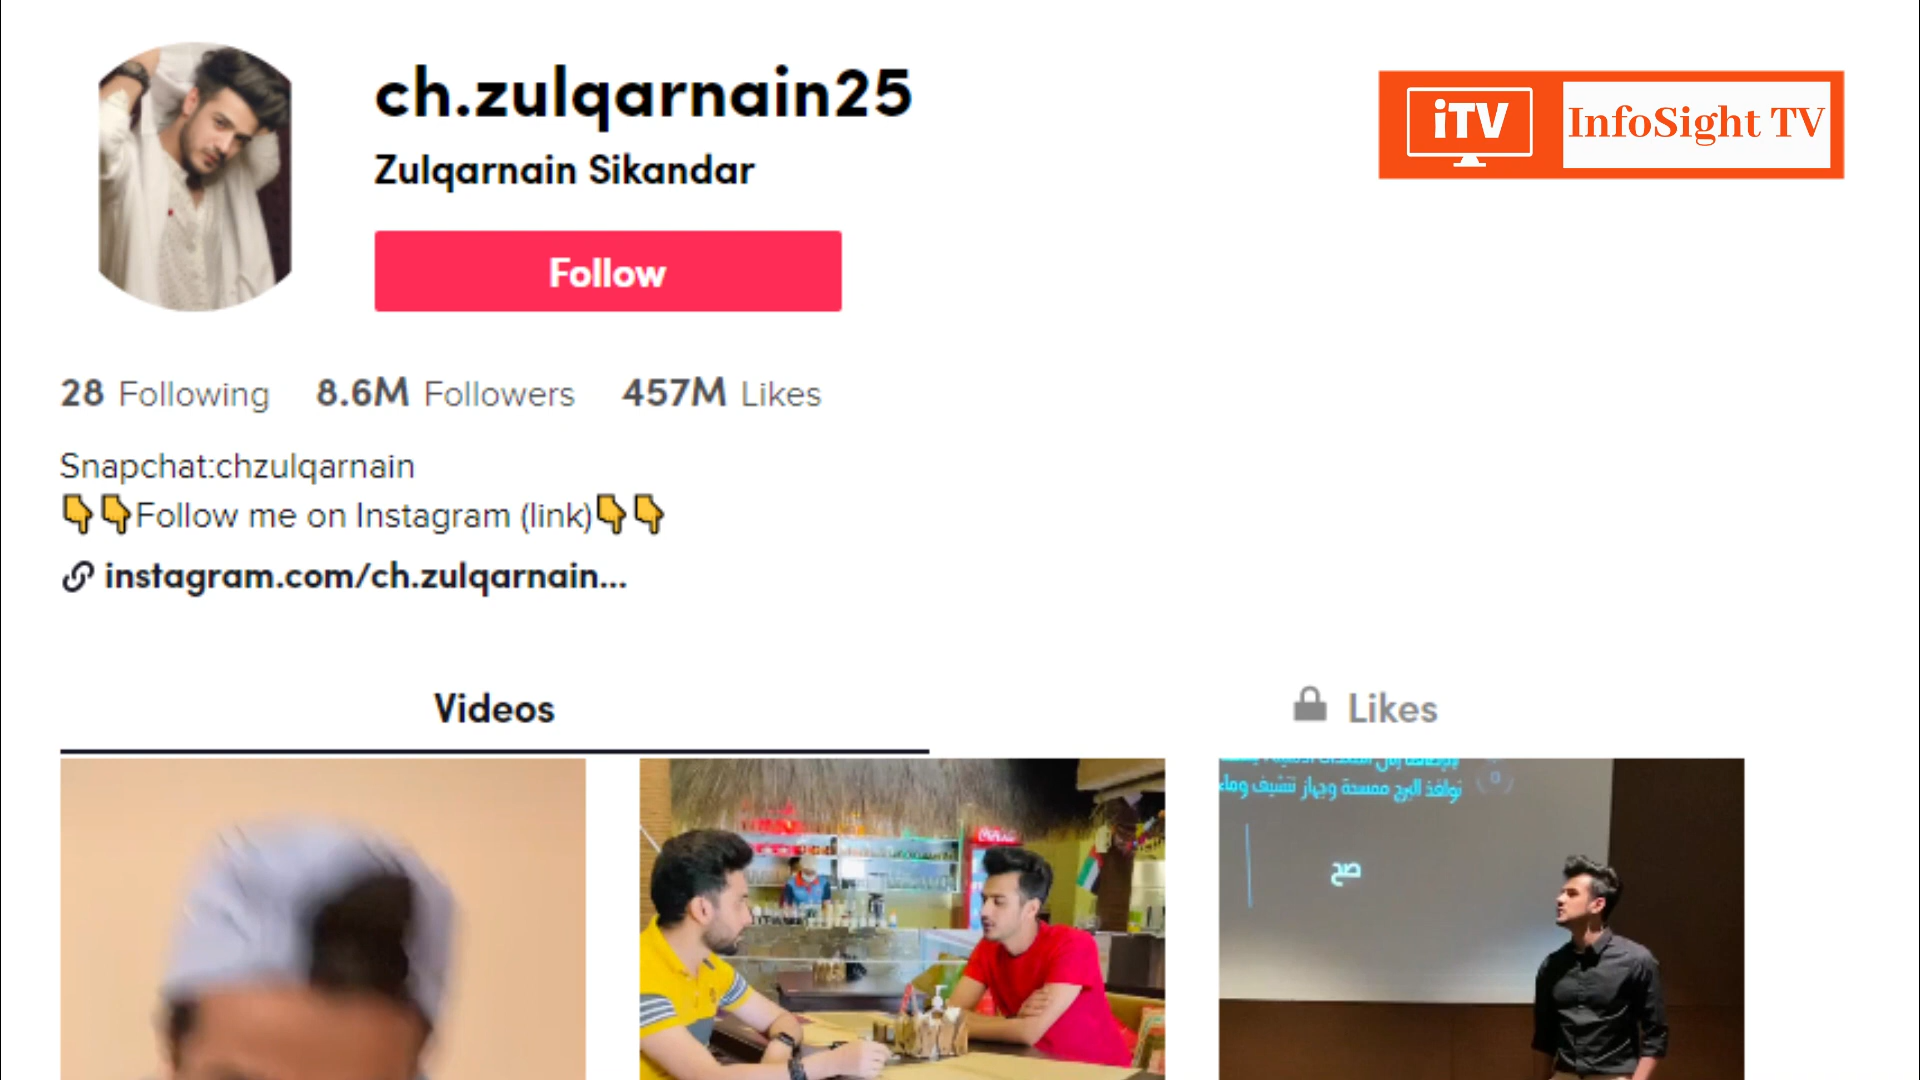 ch.zulqarnain25
Zulqarnain Sikandar
iTV
InfoSight TV
Follow
28 Following 8.6M Followers 457M Likes
Snapchat:chzulqarnain
👇👇Follow me on Instagram (link)👇👇
instagram.com/ch.zulqarnain...
Videos
Likes
نوافذ البرج ممسحة وجهاز تنشيف وماء
صح